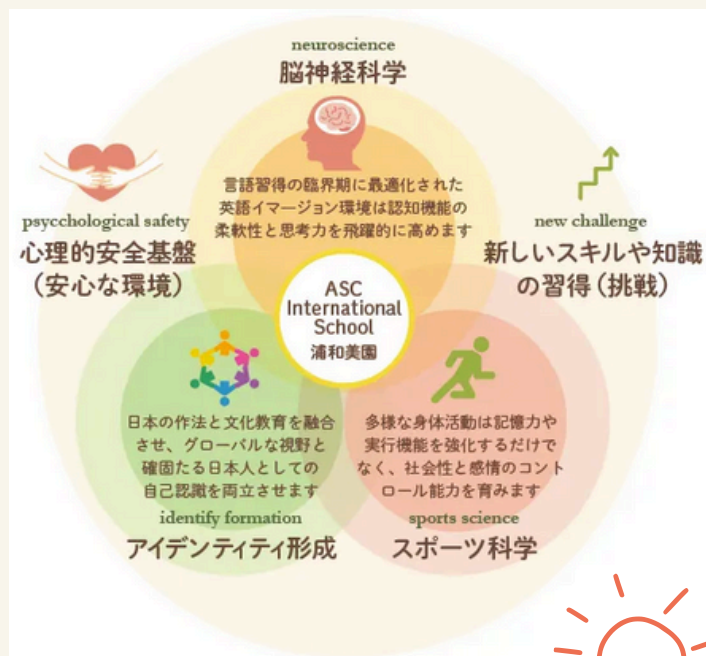 neuroscience
脳神経科学
言語習得の臨界期に最適化された
英語イマージョン環境は認知機能の
柔軟性と思考力を飛躍的に高めます
psycchological safety
心理的安全基盤
（安心な環境）
new challenge
新しいスキルや知識
の習得（挑戦）
ASC
International
School
浦和美園
日本の作法と文化教育を融合
させ、グローバルな視野と
確固たる日本人としての
自己認識を両立させます
identify formation
アイデンティティ形成
多様な身体活動は記憶力や
実行機能を強化するだけで
なく、社会性と感情のコント
ロール能力を育みます
sports science
スポーツ科学